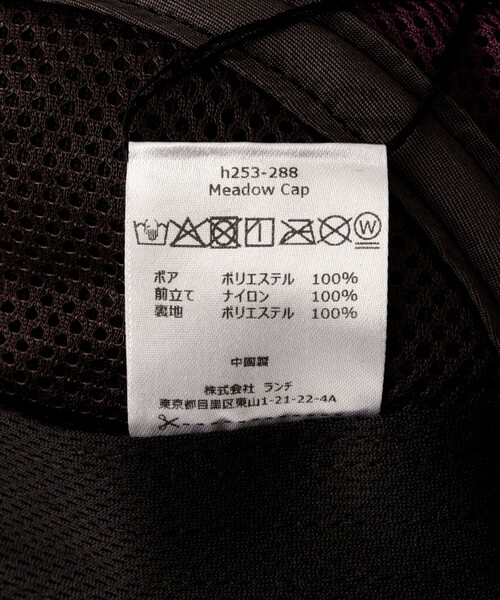 h253-288
Meadow Cap
W
ボア ポリエステル 100%
前立て ナイロン 100%
裏地 ポリエステル 100%
中国製
株式会社 ランチ
東京都目黒区東山1-21-22-4A